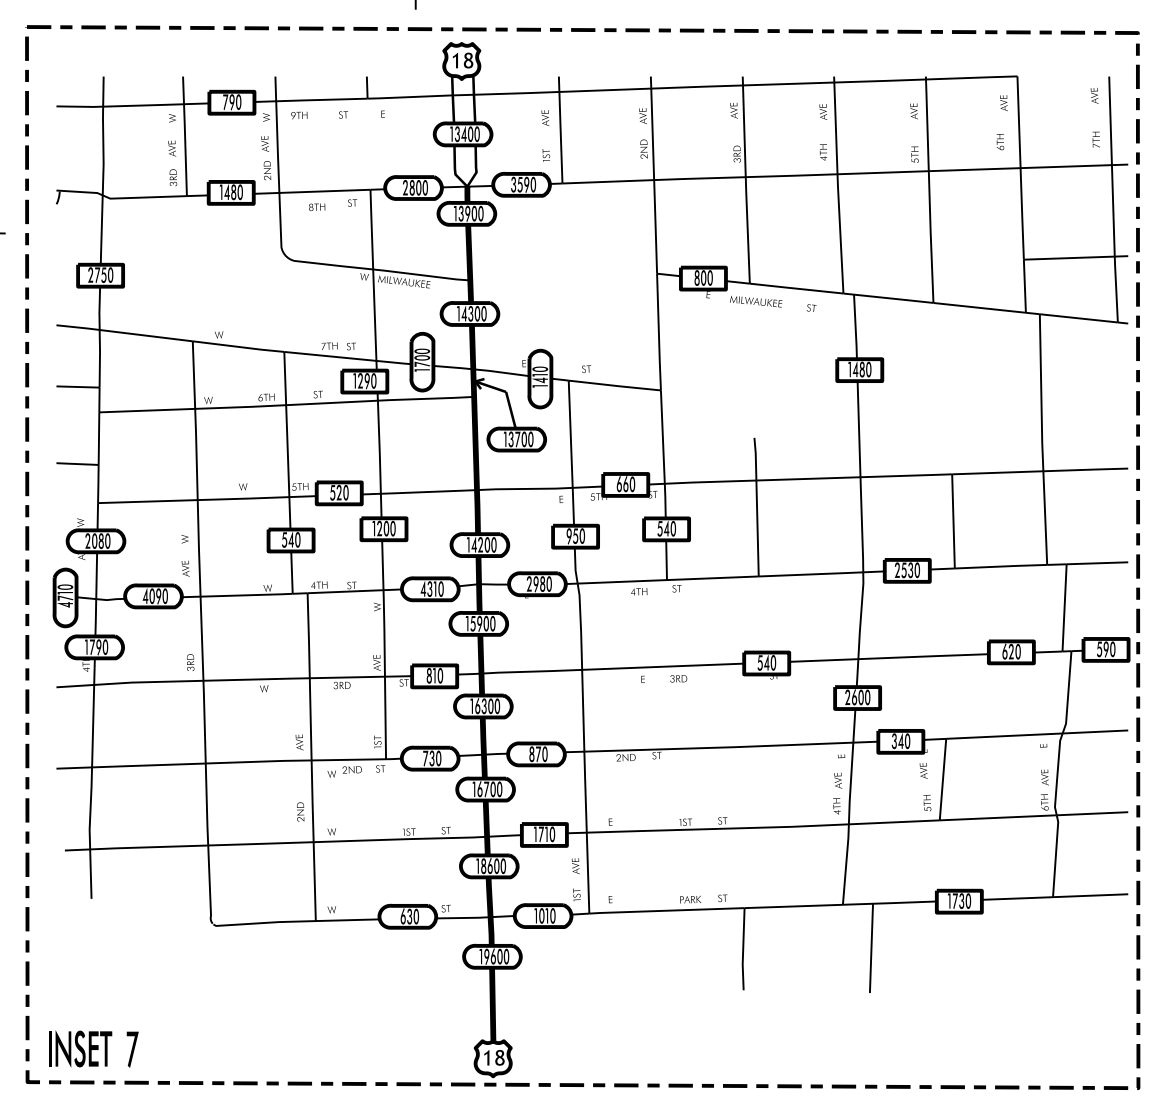 18
790
9TH ST E
13400
AVE W
3RD
AVE W
2ND
1ST AVE
2ND AVE
3RD AVE
4TH AVE
5TH AVE
6TH AVE
7TH AVE
1480
8TH ST
2800
3590
13900
2750
W MILWAUKEE
800
E MILWAUKEE ST
14300
W 7TH ST
1700
E ST
1410
1290
1480
W 6TH ST
13700
W 5TH
520
660
E 5TH ST
W
2080
AVE W
540
1200
14200
950
540
4710
4090
W 4TH ST
4310
2980
4TH ST
2530
15900
1790
3RD
W
AVE
1ST
810
W 3RD ST
E 3RD ST
540
620
590
16300
2600
340
AVE
2ND
730
870
W 2ND ST
2ND ST
16700
4TH AVE E
5TH AVE E
6TH AVE E
W 1ST ST
1710
E 1ST ST
18600
1ST AVE
W ST
630
1010
E PARK ST
1730
19600
INSET 7
18